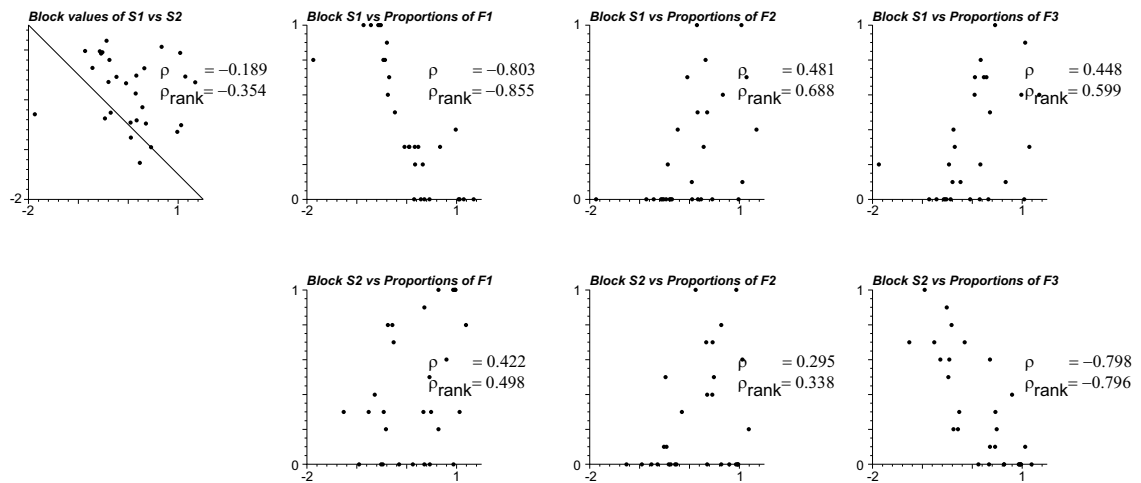 Block values of S1 vs S2
ρ = −0.189
ρrank = −0.354
-2
-2 1
Block S1 vs Proportions of F1
1
ρ = −0.803
ρrank = −0.855
0
-2 1
Block S1 vs Proportions of F2
1
ρ = 0.481
ρrank = 0.688
0
-2 1
Block S1 vs Proportions of F3
1
ρ = 0.448
ρrank = 0.599
0
-2 1
Block S2 vs Proportions of F1
1
ρ = 0.422
ρrank = 0.498
0
-2 1
Block S2 vs Proportions of F2
1
ρ = 0.295
ρrank = 0.338
0
-2 1
Block S2 vs Proportions of F3
1
ρ = −0.798
ρrank = −0.796
0
-2 1